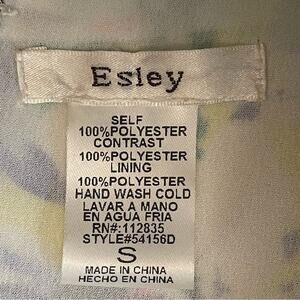 Esley
SELF
100%POLYESTER
CONTRAST
100%POLYESTER
LINING
100%POLYESTER
HAND WASH COLD
LAVAR A MANO
EN AGUA FRIA
RN#:112835
STYLE#54156D
S
MADE IN CHINA
HECHO EN CHINA